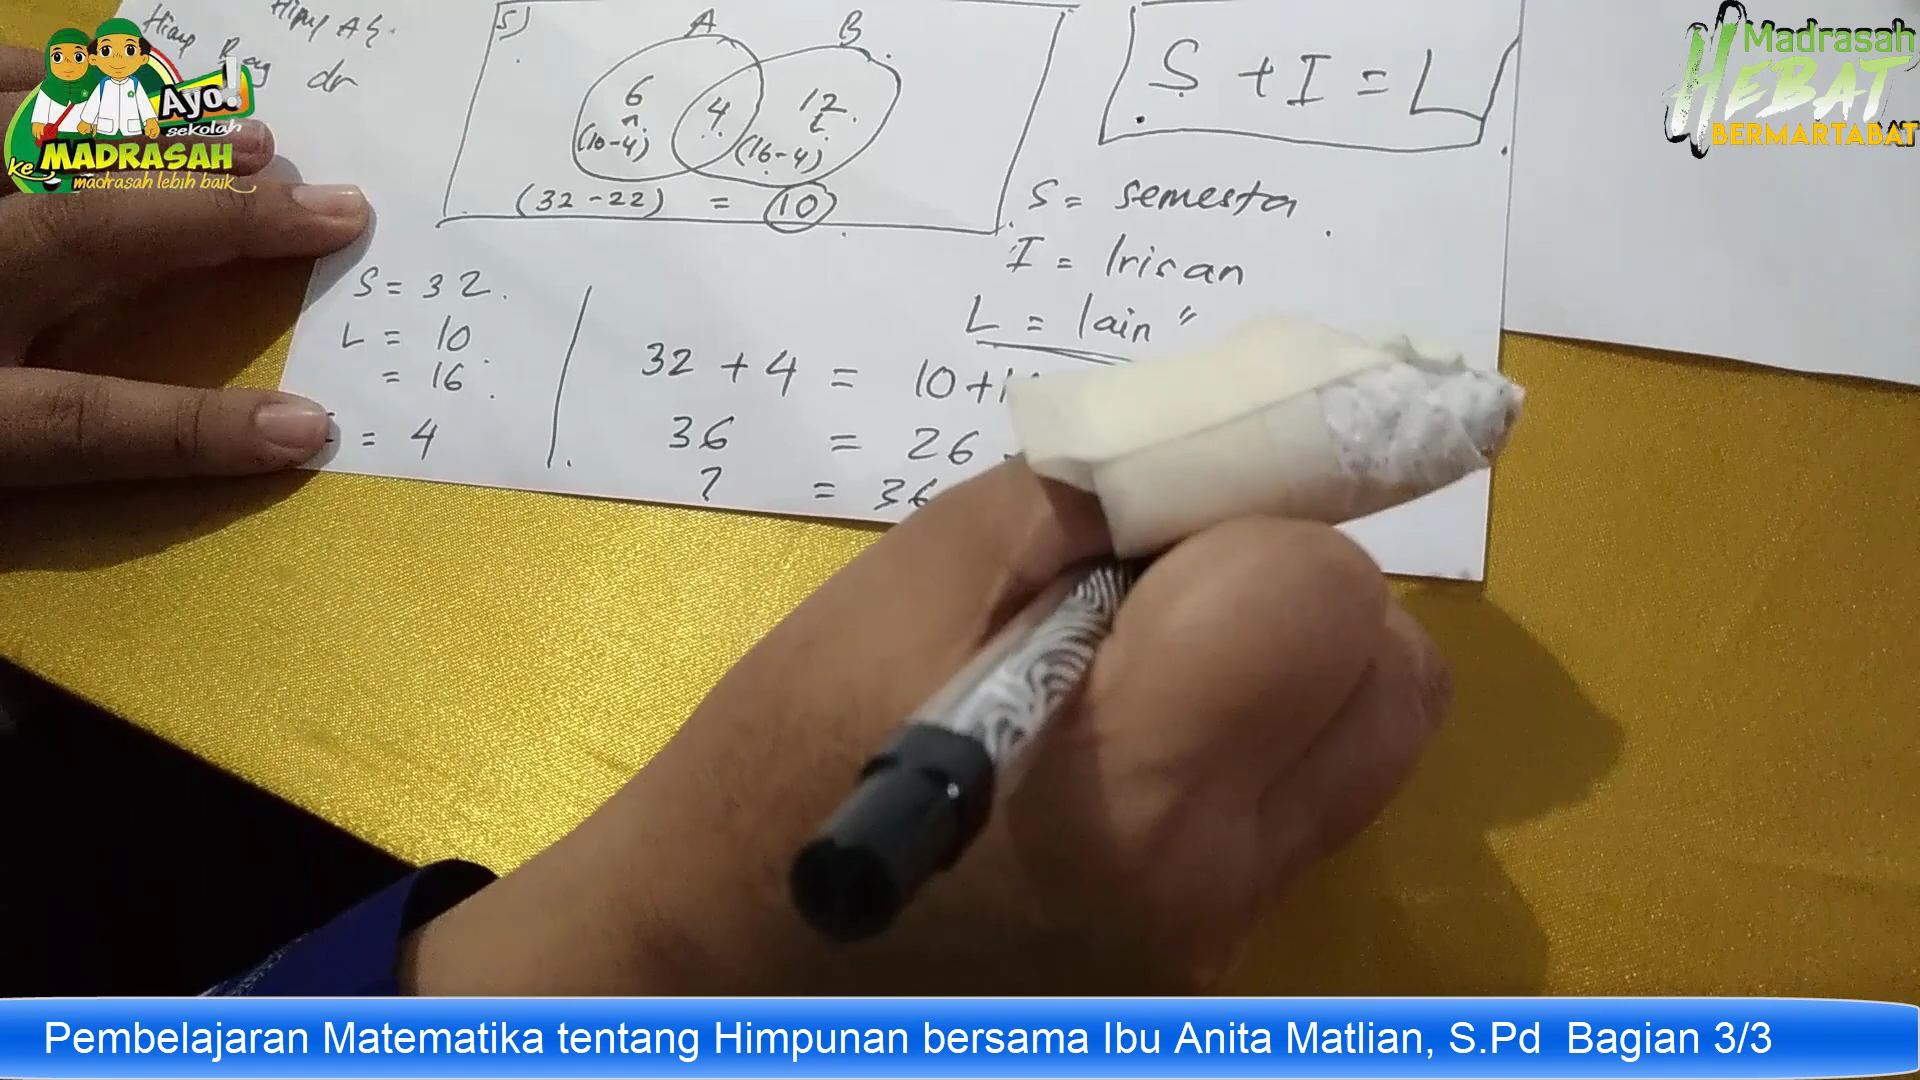 dr
Ayo!
sekolah
ke MADRASAH
madrasah lebih baik
Madrasah
HEBAT
BERMARTABAT
5)
A
B
6
4
12
(10-4)
(16-4)
(32-22) = 10
S + I = L
S = Semesta
I = Irisan
L = lain "
S = 32.
L = 10
= 16
= 4
32 + 4 = 10 +
36 = 26
? = 36
Pembelajaran Matematika tentang Himpunan bersama Ibu Anita Matlian, S.Pd Bagian 3/3